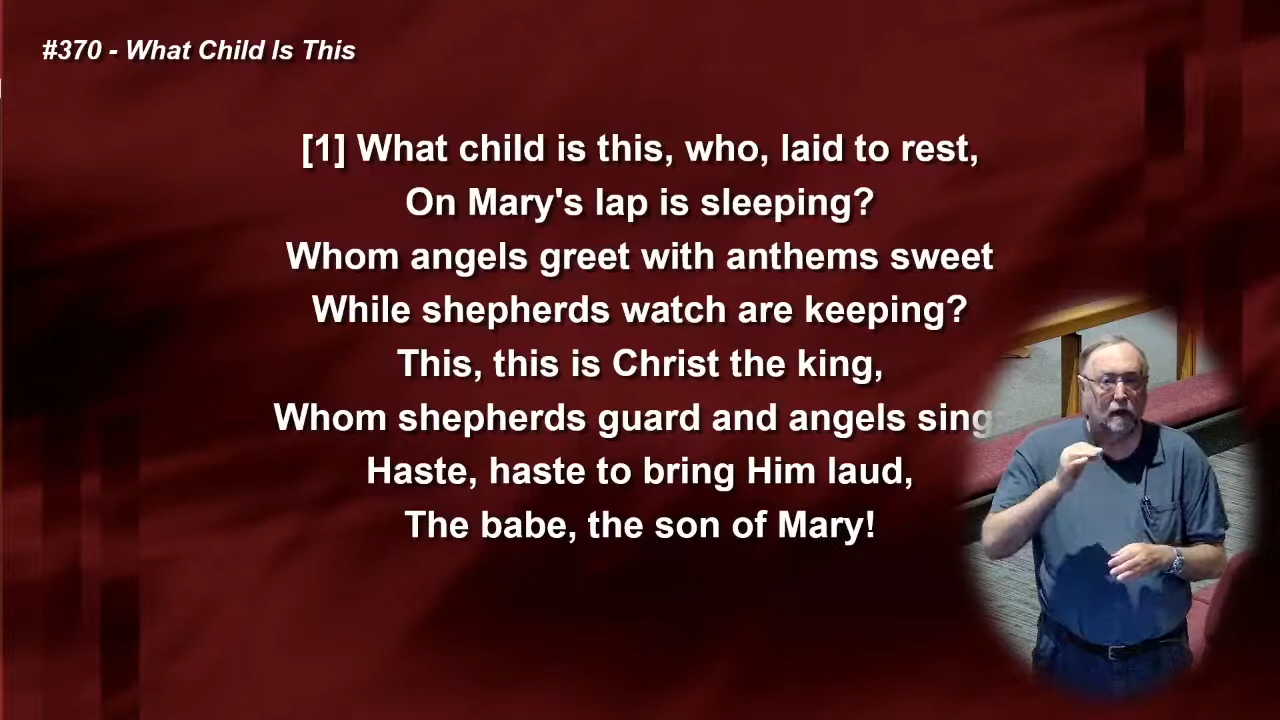 #370 - What Child Is This
[1] What child is this, who, laid to rest,
On Mary's lap is sleeping?
Whom angels greet with anthems sweet
While shepherds watch are keeping?
This, this is Christ the king,
Whom shepherds guard and angels sing
Haste, haste to bring Him laud,
The babe, the son of Mary!